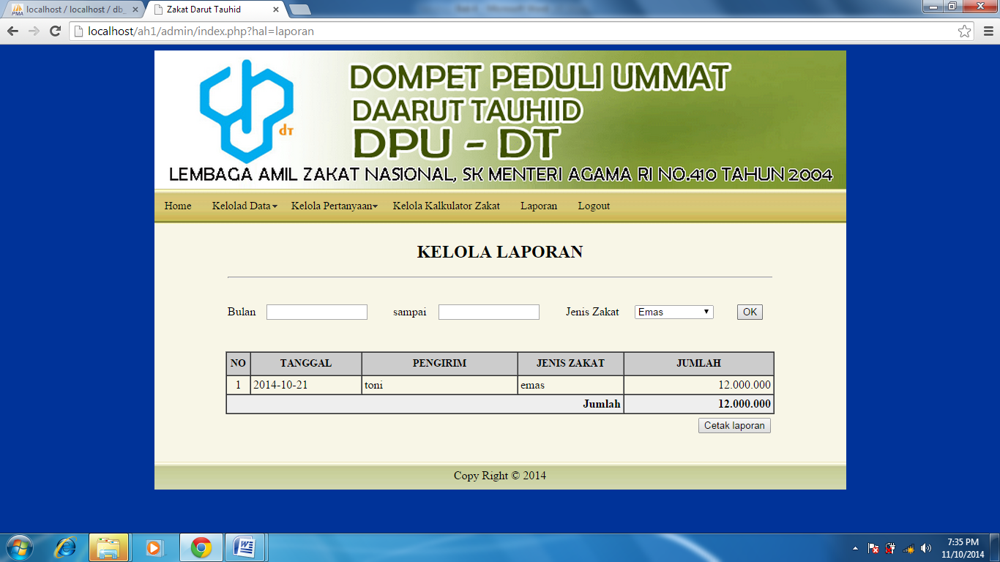 localhost / localhost / db_
Zakat Darut Tauhid
localhost/ah1/admin/index.php?hal=laporan
dT
DOMPET PEDULI UMMAT
DAARUT TAUHIID
DPU - DT
LEMBAGA AMIL ZAKAT NASIONAL, SK MENTERI AGAMA RI NO.410 TAHUN 2004
Home Kelolad Data Kelola Pertanyaan Kelola Kalkulator Zakat Laporan Logout
KELOLA LAPORAN
Bulan sampai Jenis Zakat Emas OK
NO TANGGAL PENGIRIM JENIS ZAKAT JUMLAH
1 2014-10-21 toni emas 12.000.000
Jumlah 12.000.000
Cetak laporan
Copy Right © 2014
7:35 PM
11/10/2014